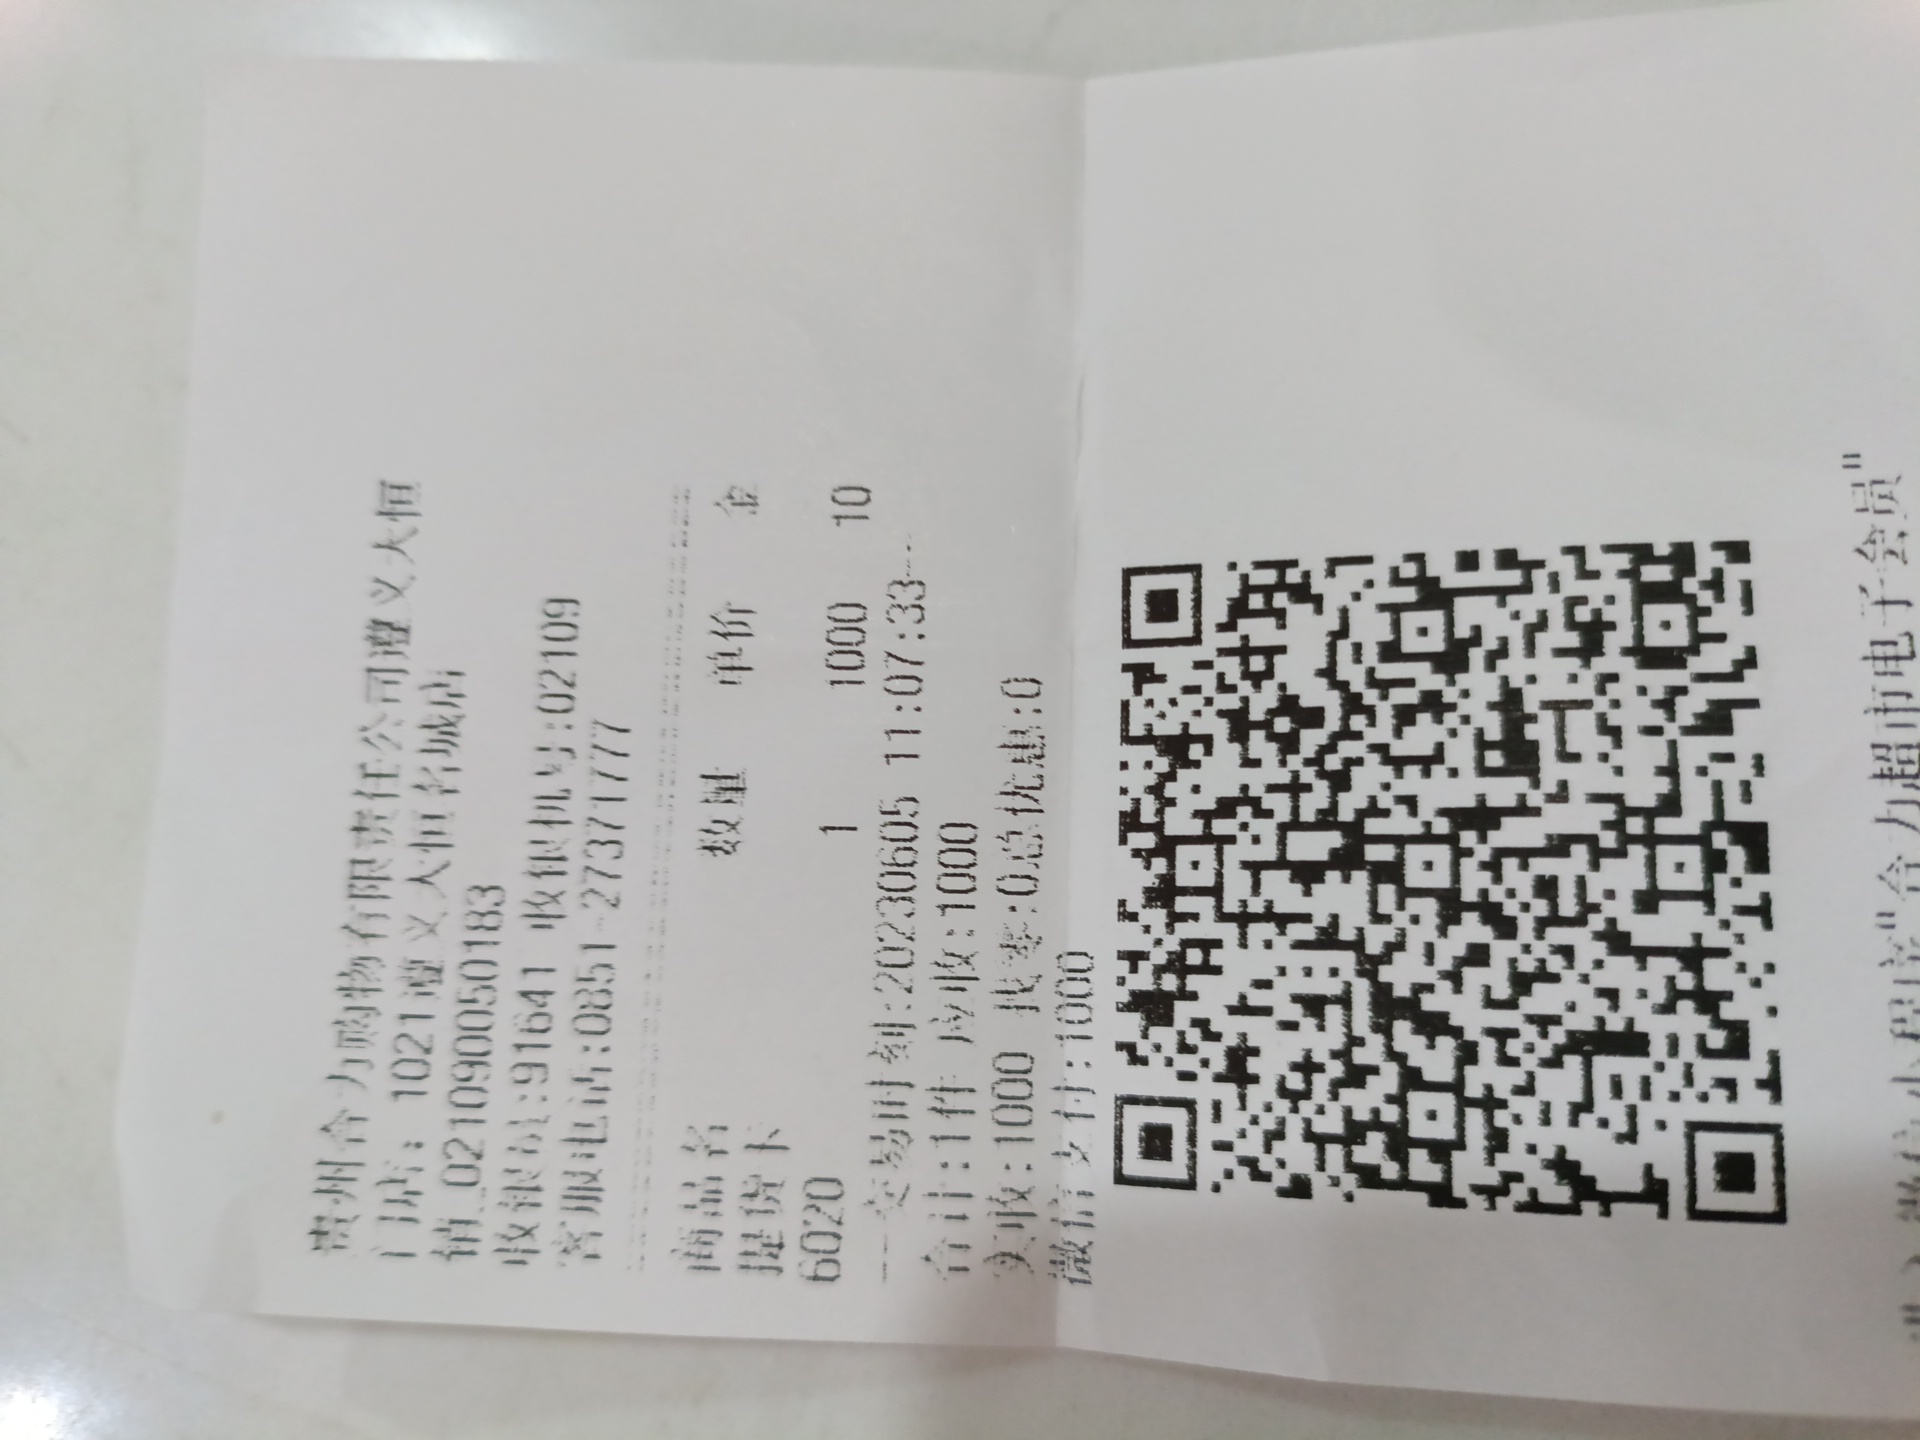 贵州合力购物有限责任公司遵义大恒
门店：1021遵义大恒名城店
销_021090050183
收银员:91641 收银机号:02109
客服电话:0851-27371777
商品名 数量 单价 金
提货卡
6020 1 1000 10
---交易时刻:20230605 11:07:33---
合计:1件 应收:1000
实收:1000 找零:0总优惠:0
微信支付:1000
微信小程序"合力超市电子会员"